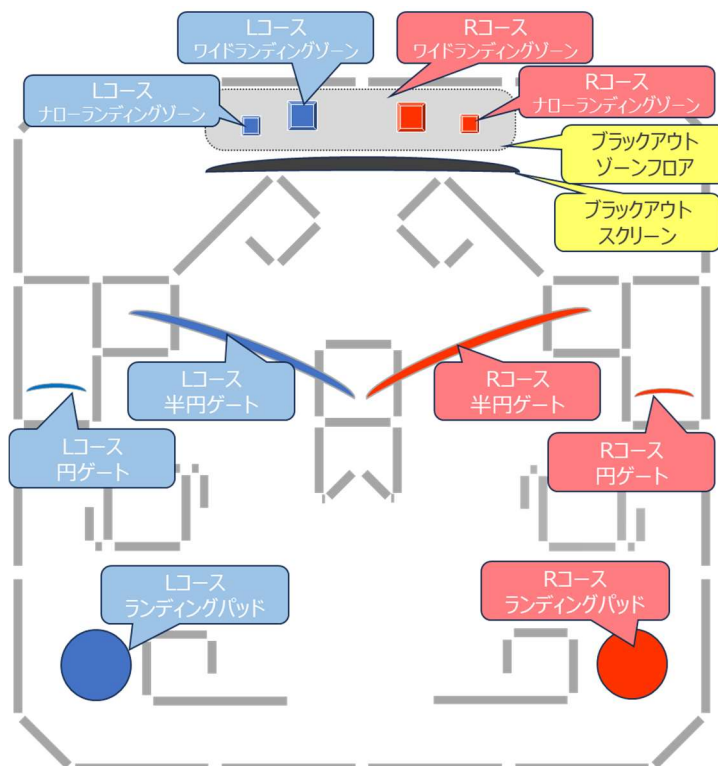 Lコース
ワイドランディングゾーン
Rコース
ワイドランディングゾーン
Lコース
ナローランディングゾーン
Rコース
ナローランディングゾーン
ブラックアウト
ゾーンフロア
ブラックアウト
スクリーン
Lコース
半円ゲート
Rコース
半円ゲート
Lコース
円ゲート
Rコース
円ゲート
Lコース
ランディングパッド
Rコース
ランディングパッド